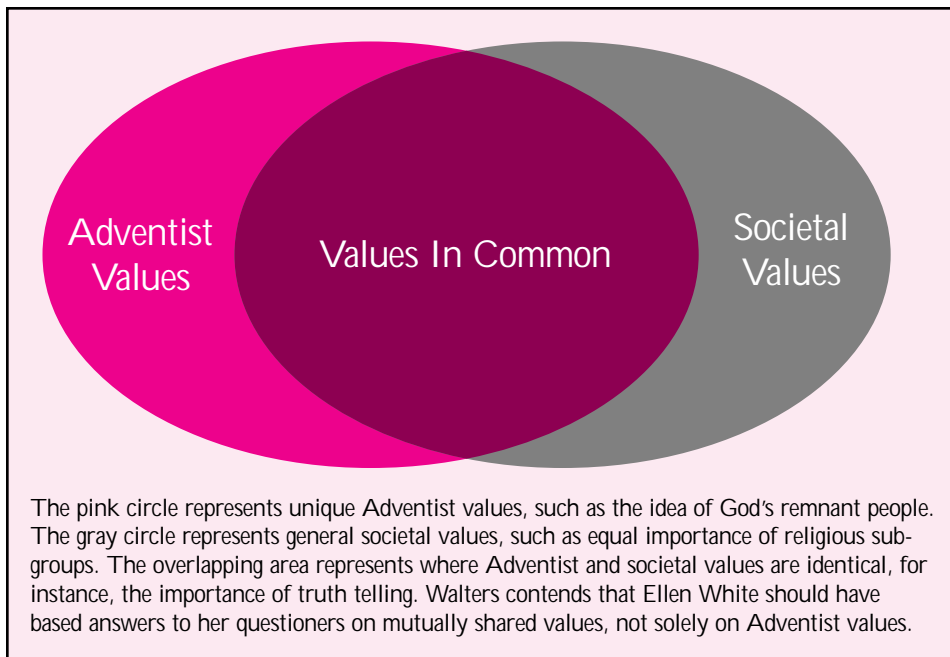 Adventist
Values
Values In Common
Societal
Values
The pink circle represents unique Adventist values, such as the idea of God's remnant people.
The gray circle represents general societal values, such as equal importance of religious sub-
groups. The overlapping area represents where Adventist and societal values are identical, for
instance, the importance of truth telling. Walters contends that Ellen White should have
based answers to her questioners on mutually shared values, not solely on Adventist values.